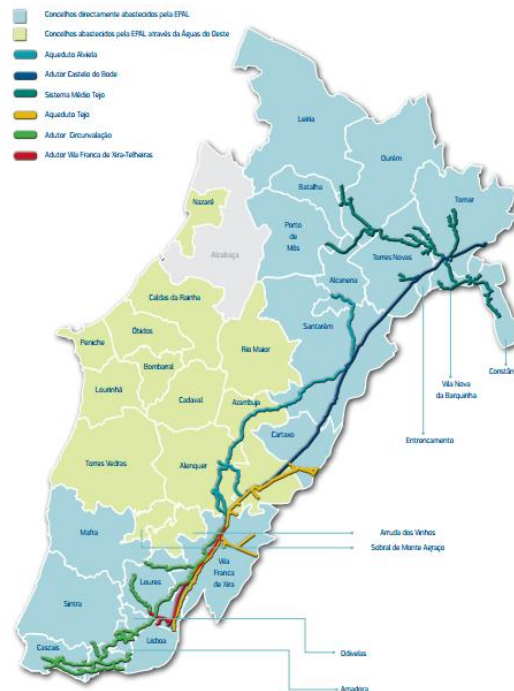 Concelhos directamente abastecidos pela EPAL
Concelhos abastecidos pela EPAL através da Águas do Oeste
Aqueduto Alviela
Adutor Castelo do Bode
Sistema Médio Tejo
Aqueduto Tejo
Adutor Circunvalação
Adutor Vila Franca de Xira-Telheiras
Leiria
Ourém
Batalha
Tomar
Nazaré
Porto
de
Mós
Alcobaça
Torres Novas
Alcanena
Caldas da Rainha
Santarém
Óbidos
Rio Maior
Peniche
Bombarral
Constân
Vila Nova
da Barquinha
Lourinhã
Cadaval
Azambuja
Entroncamento
Cartaxo
Torres Vedras
Alenquer
Mafra
Arruda dos Vinhos
Sobral de Monte Agraço
Vila
Franca
de Xira
Loures
Sintra
Lisboa
Cascais
Odivelas
Amadora